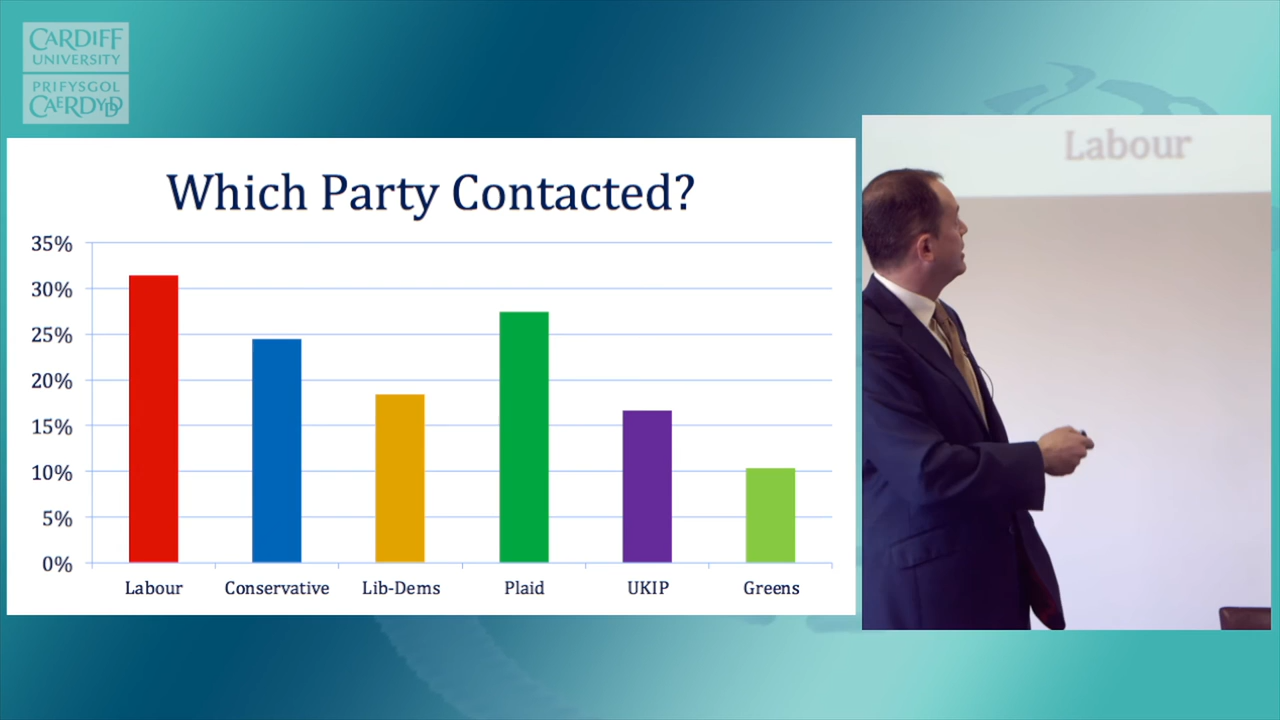 CARDIFF
UNIVERSITY
PRIFYSGOL
CAERDYDD
Which Party Contacted?
35%
30%
25%
20%
15%
10%
5%
0%
Labour
Conservative
Lib-Dems
Plaid
UKIP
Greens
Labour